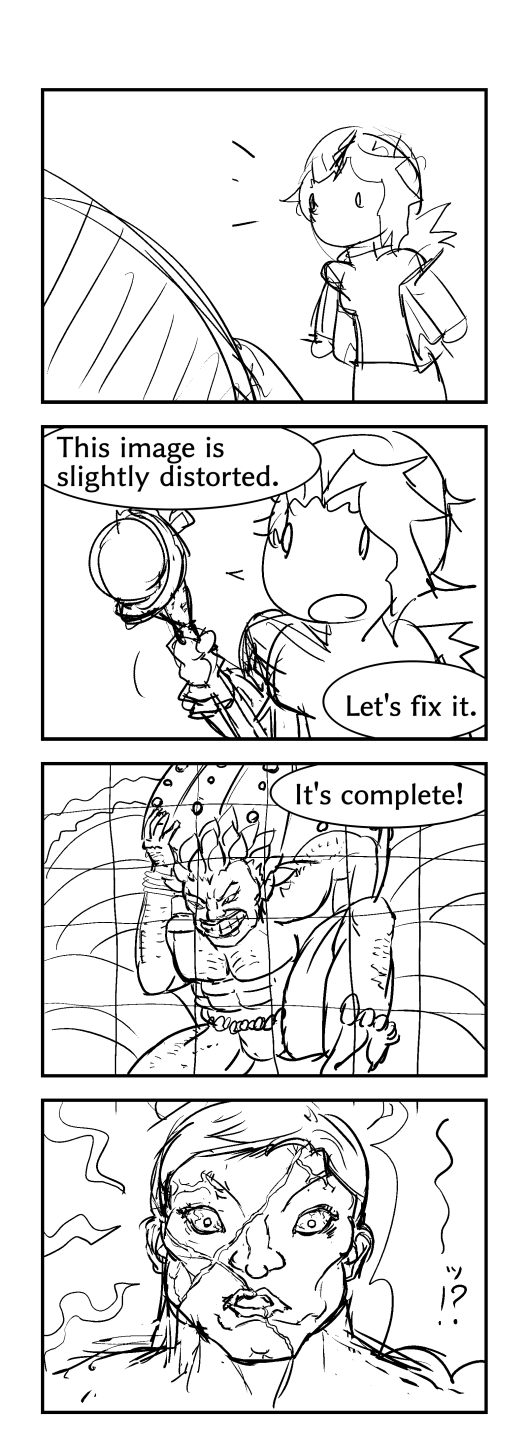 This image is
slightly distorted.
Let's fix it.
It's complete!
ッ
!?